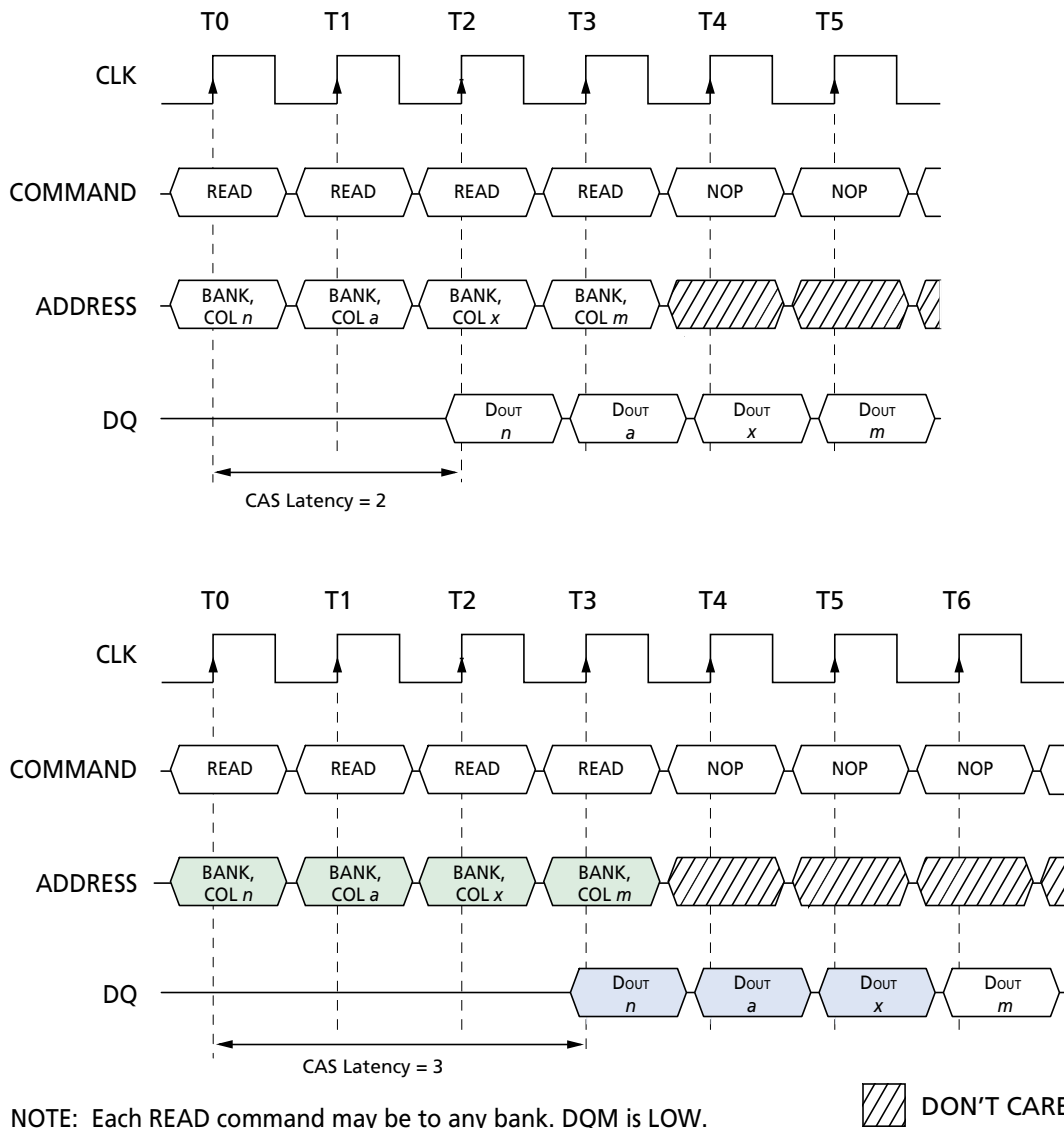 T0 T1 T2 T3 T4 T5
CLK
COMMAND READ READ READ READ NOP NOP
ADDRESS BANK, COL n BANK, COL a BANK, COL x BANK, COL m
DQ DOUT n DOUT a DOUT x DOUT m
CAS Latency = 2
T0 T1 T2 T3 T4 T5 T6
CLK
COMMAND READ READ READ READ NOP NOP NOP
ADDRESS BANK, COL n BANK, COL a BANK, COL x BANK, COL m
DQ DOUT n DOUT a DOUT x DOUT m
CAS Latency = 3
NOTE: Each READ command may be to any bank. DQM is LOW.
DON'T CARE